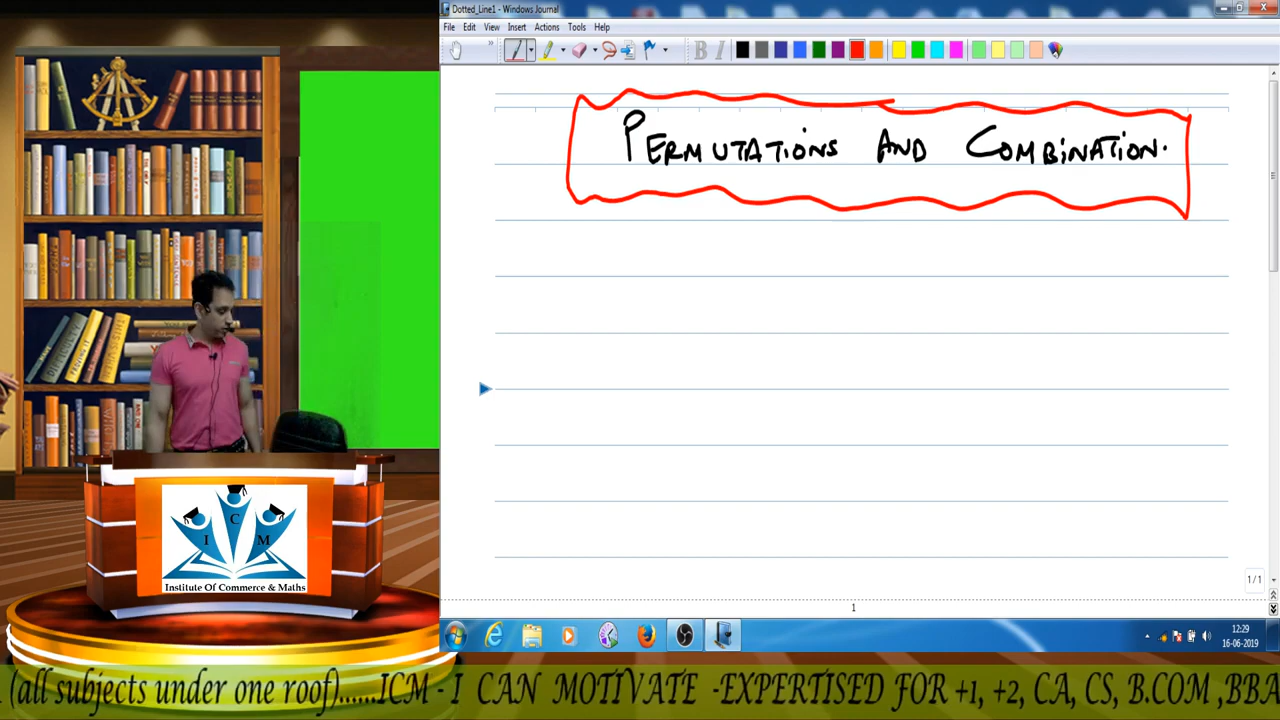 Dotted_Line1 - Windows Journal
File Edit View Insert Actions Tools Help
B I
PERMUTATIONS AND COMBINATION.
I C M
Institute Of Commerce & Maths
1/1
1
12:29
16-06-2019
(all subjects under one roof)......ICM - I CAN MOTIVATE -EXPERTISED FOR +1, +2, CA, CS, B.COM ,BBA